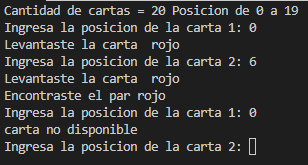 Cantidad de cartas = 20 Posicion de 0 a 19
Ingresa la posicion de la carta 1: 0
Levantaste la carta  rojo
Ingresa la posicion de la carta 2: 6
Levantaste la carta  rojo
Encontraste el par rojo
Ingresa la posicion de la carta 1: 0
carta no disponible
Ingresa la posicion de la carta 2: